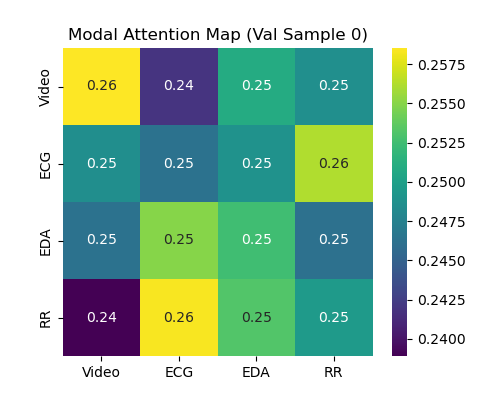 Modal Attention Map (Val Sample 0)
Video 0.26 0.24 0.25 0.25
ECG 0.25 0.25 0.25 0.26
EDA 0.25 0.25 0.25 0.25
RR 0.24 0.26 0.25 0.25
Video ECG EDA RR
0.2575
0.2550
0.2525
0.2500
0.2475
0.2450
0.2425
0.2400